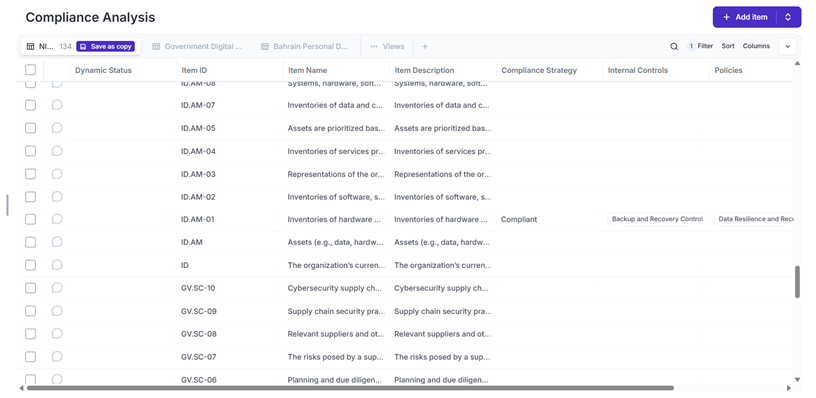 Compliance Analysis
Add item
NI... 134 Save as copy Government Digital ... Bahrain Personal D... Views
1 Filter Sort Columns
Dynamic Status Item ID Item Name Item Description Compliance Strategy Internal Controls Policies
ID.AM-08 Systems, hardware, soft... Systems, hardware, soft...
ID.AM-07 Inventories of data and c... Inventories of data and c...
ID.AM-05 Assets are prioritized bas... Assets are prioritized bas...
ID.AM-04 Inventories of services pr... Inventories of services pr...
ID.AM-03 Representations of the or... Representations of the or...
ID.AM-02 Inventories of software, s... Inventories of software, s...
ID.AM-01 Inventories of hardware ... Inventories of hardware ... Compliant Backup and Recovery Control Data Resilience and Reco
ID.AM Assets (e.g., data, hardw... Assets (e.g., data, hardw...
ID The organization's curren... The organization's curren...
GV.SC-10 Cybersecurity supply ch... Cybersecurity supply ch...
GV.SC-09 Supply chain security pra... Supply chain security pra...
GV.SC-08 Relevant suppliers and ot... Relevant suppliers and ot...
GV.SC-07 The risks posed by a sup... The risks posed by a sup...
GV.SC-06 Planning and due diligen... Planning and due diligen...